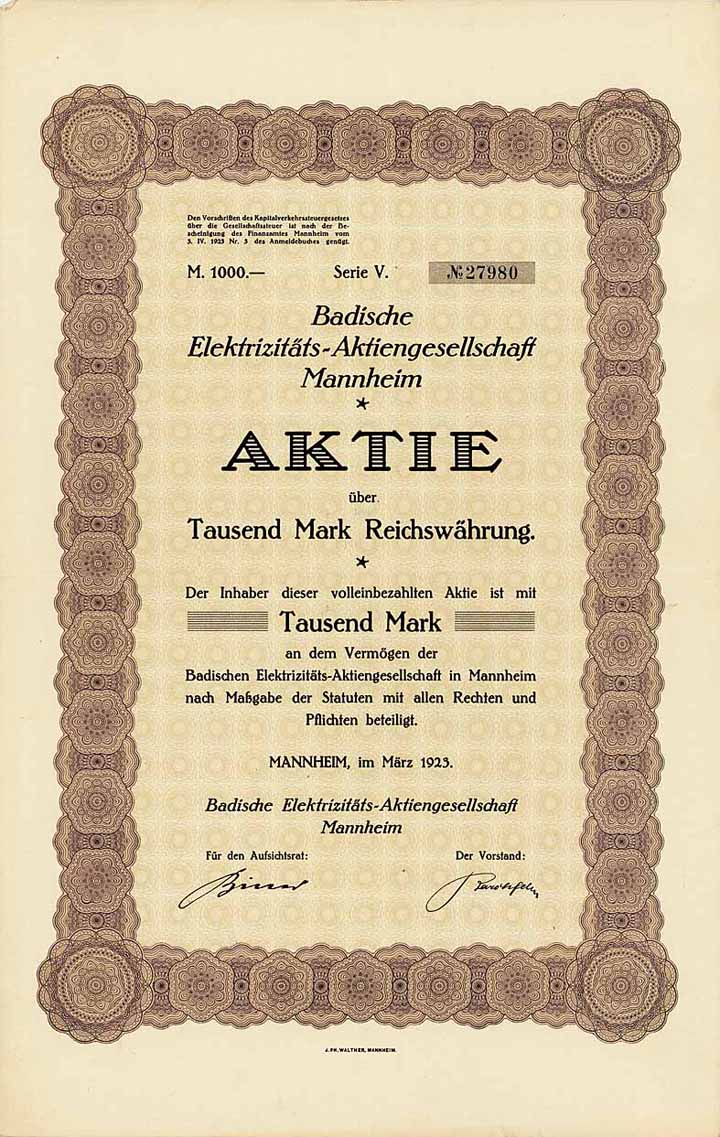 Den Vorschriften des Kapitalverkehrssteuergesetzes
über die Gesellschaftssteuer ist nach der Be-
scheinigung des Finanzamtes Mannheim vom
3. IV. 1923 Nr. 3 des Anmeldebuches genügt.
M. 1000.— Serie V. № 27980
Badische
Elektrizitäts-Aktiengesellschaft
Mannheim
*
AKTIE
über
Tausend Mark Reichswährung.
*
Der Inhaber dieser volleinbezahlten Aktie ist mit
Tausend Mark
an dem Vermögen der
Badischen Elektrizitäts-Aktiengesellschaft in Mannheim
nach Maßgabe der Statuten mit allen Rechten und
Pflichten beteiligt.
MANNHEIM, im März 1923.
Badische Elektrizitäts-Aktiengesellschaft
Mannheim
Für den Aufsichtsrat: Der Vorstand:
J. PH. WALTHER, MANNHEIM.